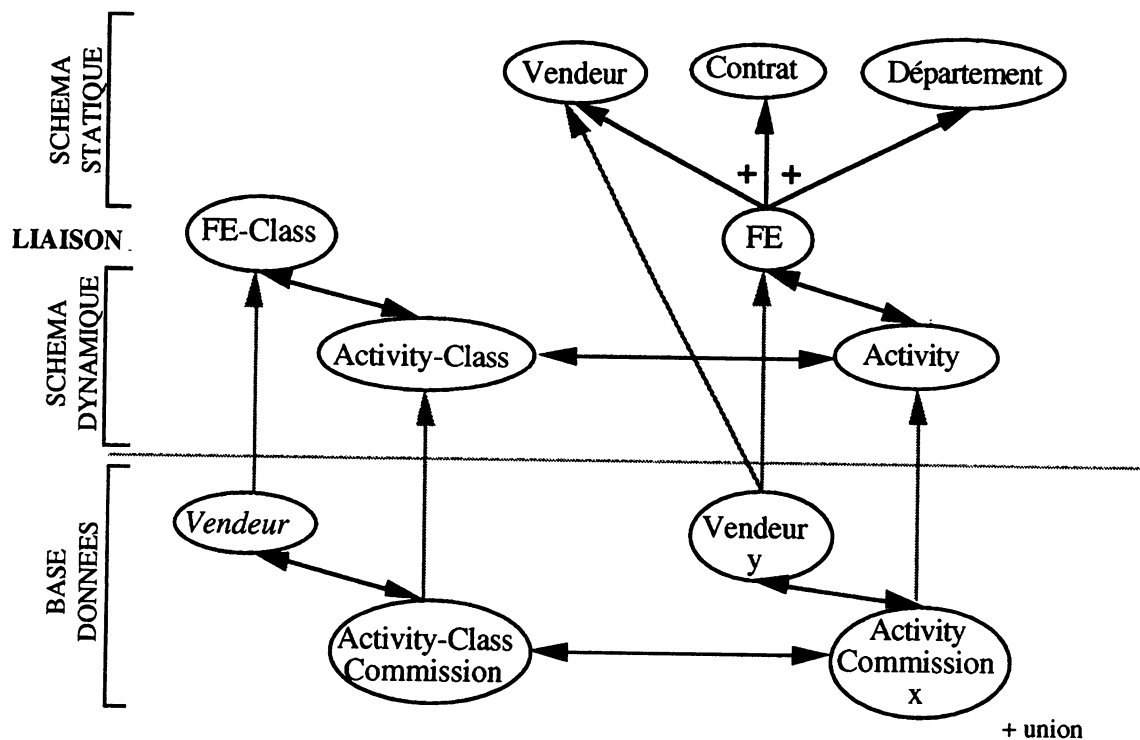 SCHEMA
STATIQUE
Vendeur
Contrat
Département
+ +
LIAISON
FE-Class
FE
SCHEMA
DYNAMIQUE
Activity-Class
Activity
BASE
DONNEES
Vendeur
Vendeur
y
Activity-Class
Commission
Activity
Commission
x
+ union